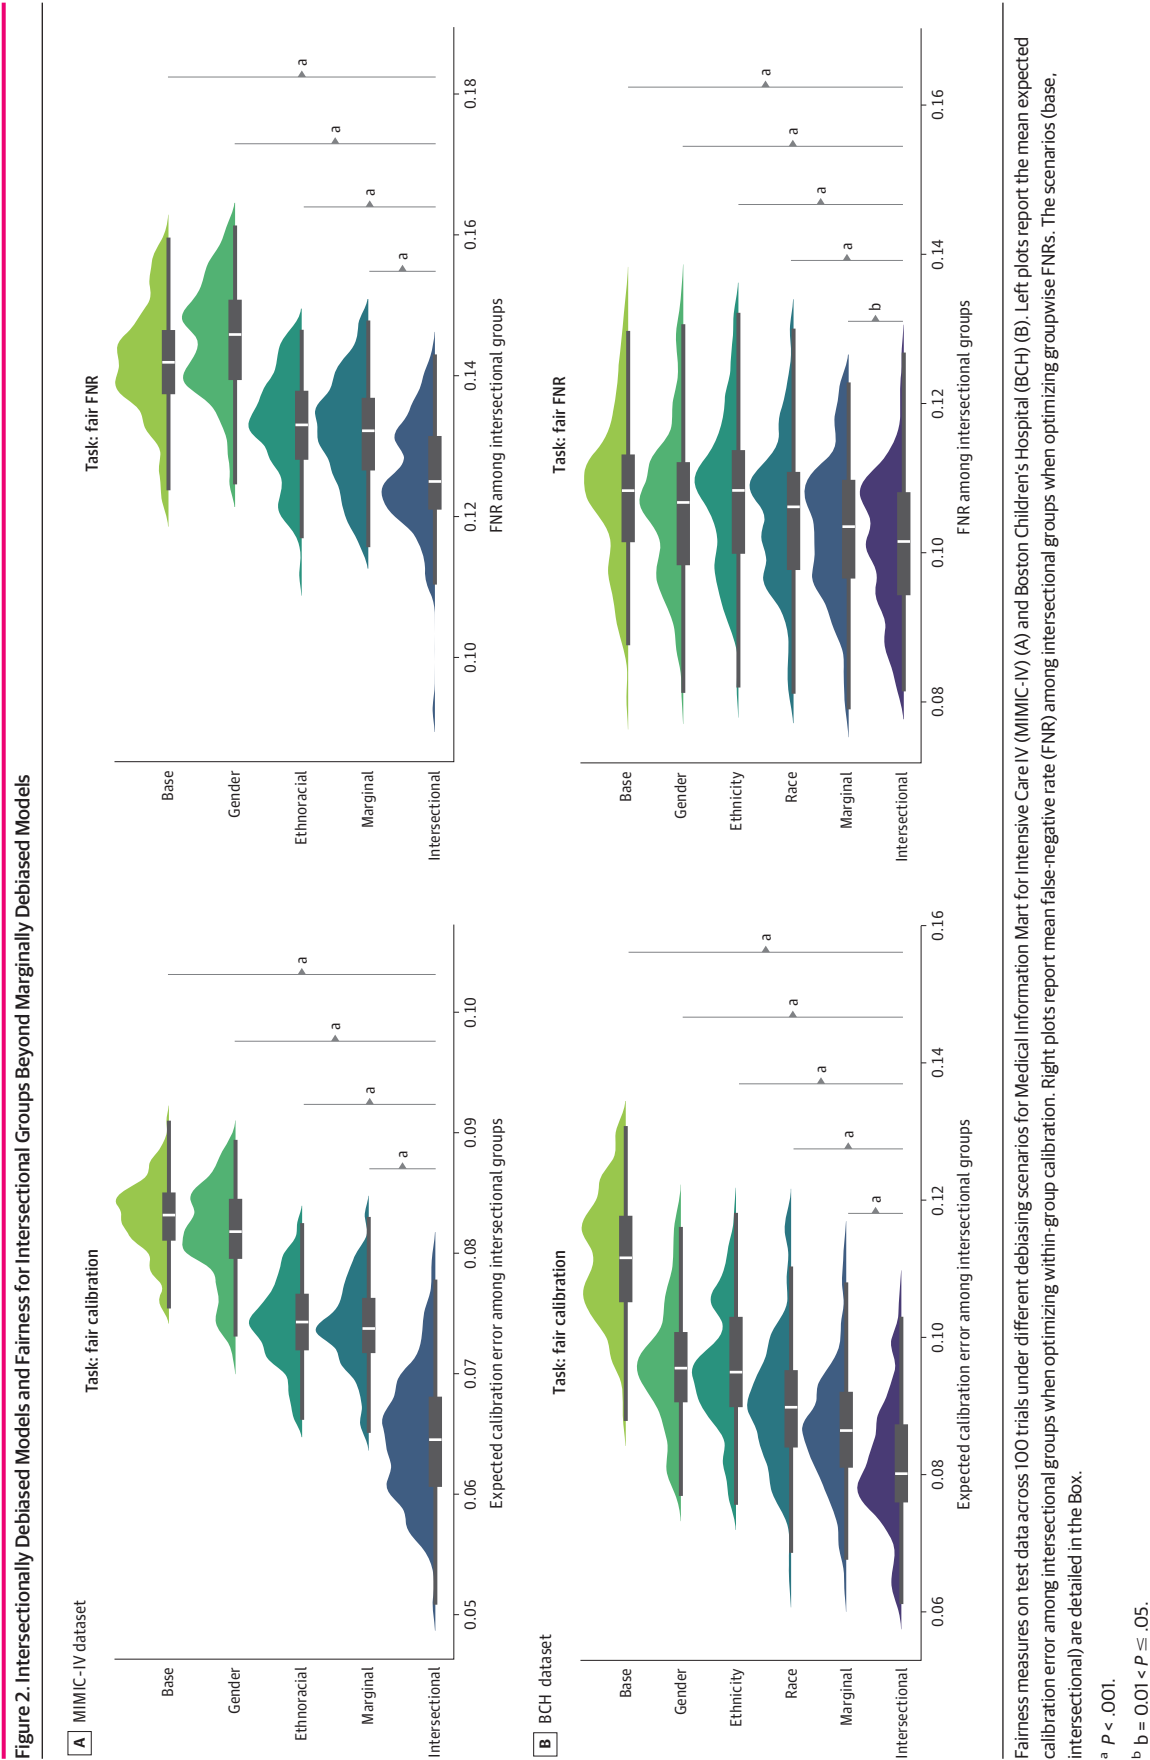 Figure 2. Intersectionally Debiased Models and Fairness for Intersectional Groups Beyond Marginally Debiased Models
A MIMIC-IV dataset
Task: fair calibration
Base
Gender
Ethnoracial
Marginal
Intersectional
a
a
a
a
0.05 0.06 0.07 0.08 0.09 0.10
Expected calibration error among intersectional groups
Task: fair FNR
Base
Gender
Ethnoracial
Marginal
Intersectional
a
a
a
a
0.10 0.12 0.14 0.16 0.18
FNR among intersectional groups
B BCH dataset
Task: fair calibration
Base
Gender
Ethnicity
Race
Marginal
Intersectional
a
a
a
a
a
0.06 0.08 0.10 0.12 0.14 0.16
Expected calibration error among intersectional groups
Task: fair FNR
Base
Gender
Ethnicity
Race
Marginal
Intersectional
a
a
a
a
b
0.08 0.10 0.12 0.14 0.16
FNR among intersectional groups
Fairness measures on test data across 100 trials under different debiasing scenarios for Medical Information Mart for Intensive Care IV (MIMIC-IV) (A) and Boston Children's Hospital (BCH) (B). Left plots report the mean expected
calibration error among intersectional groups when optimizing within-group calibration. Right plots report mean false-negative rate (FNR) among intersectional groups when optimizing groupwise FNRs. The scenarios (base,
intersectional) are detailed in the Box.
a P < .001.
b b = 0.01 < P ≤ .05.